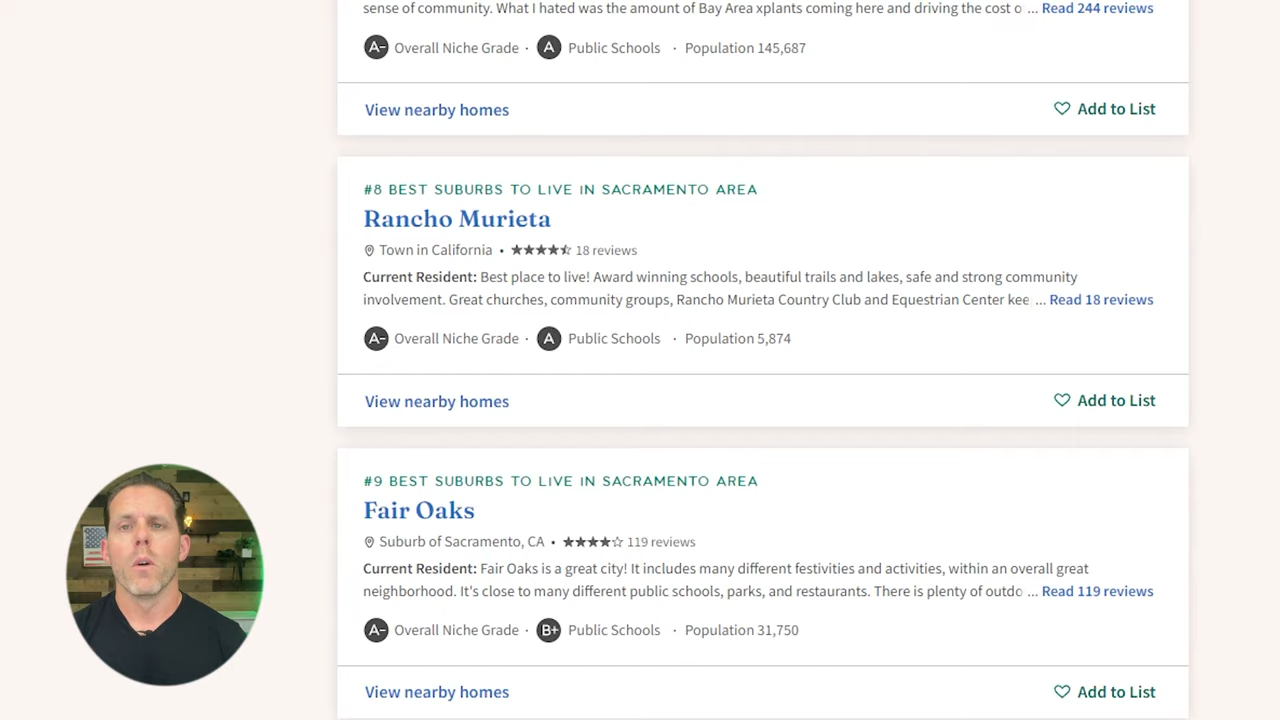 sense of community. What I hated was the amount of Bay Area xplants coming here and driving the cost o ... Read 244 reviews
A- Overall Niche Grade · A Public Schools · Population 145,687
View nearby homes Add to List
#8 BEST SUBURBS TO LIVE IN SACRAMENTO AREA
Rancho Murieta
Town in California • ★★★★⯪ 18 reviews
Current Resident: Best place to live! Award winning schools, beautiful trails and lakes, safe and strong community
involvement. Great churches, community groups, Rancho Murieta Country Club and Equestrian Center kee ... Read 18 reviews
A- Overall Niche Grade · A Public Schools · Population 5,874
View nearby homes Add to List
#9 BEST SUBURBS TO LIVE IN SACRAMENTO AREA
Fair Oaks
Suburb of Sacramento, CA • ★★★★☆ 119 reviews
Current Resident: Fair Oaks is a great city! It includes many different festivities and activities, within an overall great
neighborhood. It's close to many different public schools, parks, and restaurants. There is plenty of outdo ... Read 119 reviews
A- Overall Niche Grade · B+ Public Schools · Population 31,750
View nearby homes Add to List